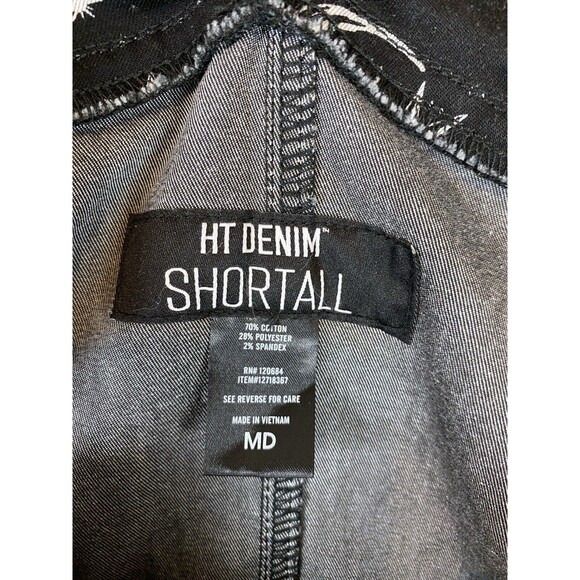 HT DENIM™
SHORTALL
70% COTTON
28% POLYESTER
2% SPANDEX
RN# 120684
ITEM#12718367
SEE REVERSE FOR CARE
MADE IN VIETNAM
MD